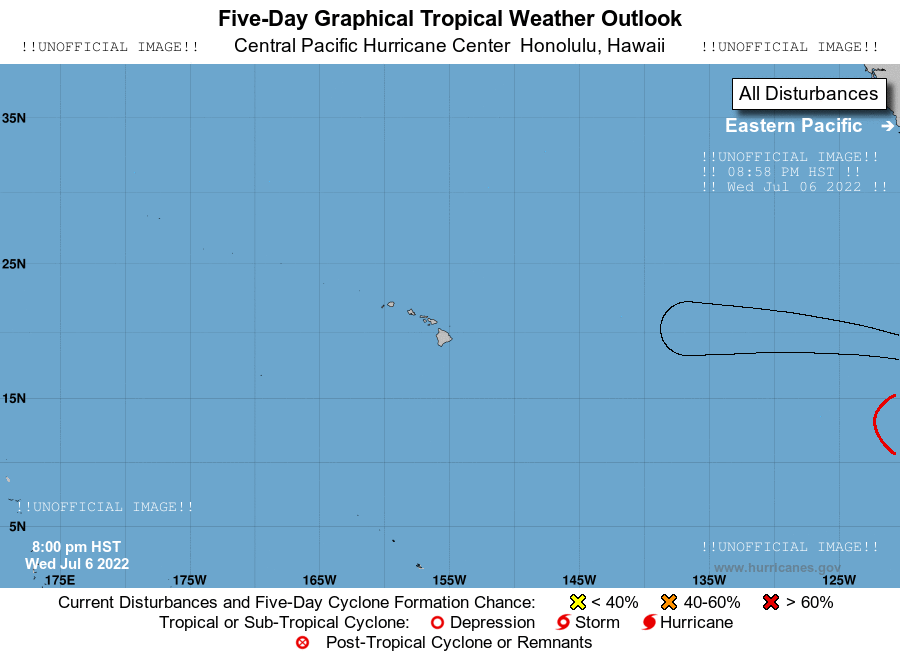 Five-Day Graphical Tropical Weather Outlook
!!UNOFFICIAL IMAGE!! Central Pacific Hurricane Center Honolulu, Hawaii !!UNOFFICIAL IMAGE!!
All Disturbances
35N
Eastern Pacific →
!!UNOFFICIAL IMAGE!!
!! 08:58 PM HST !!
!! Wed Jul 06 2022 !!
25N
15N
!!UNOFFICIAL IMAGE!!
5N
8:00 pm HST
Wed Jul 6 2022
!!UNOFFICIAL IMAGE!!
www.hurricanes.gov
175E 175W 165W 155W 145W 135W 125W
Current Disturbances and Five-Day Cyclone Formation Chance: < 40% 40-60% > 60%
Tropical or Sub-Tropical Cyclone: Depression Storm Hurricane
Post-Tropical Cyclone or Remnants